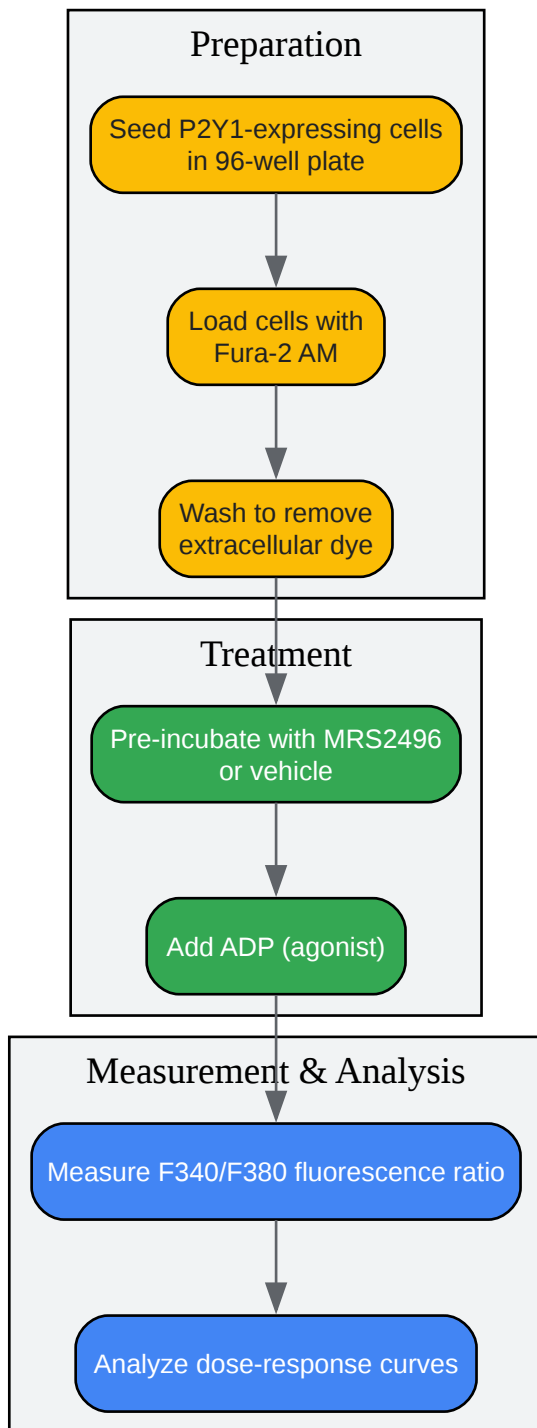 Preparation
Seed P2Y1-expressing cells
in 96-well plate
Load cells with
Fura-2 AM
Wash to remove
extracellular dye
Treatment
Pre-incubate with MRS2496
or vehicle
Add ADP (agonist)
Measurement & Analysis
Measure F340/F380 fluorescence ratio
Analyze dose-response curves